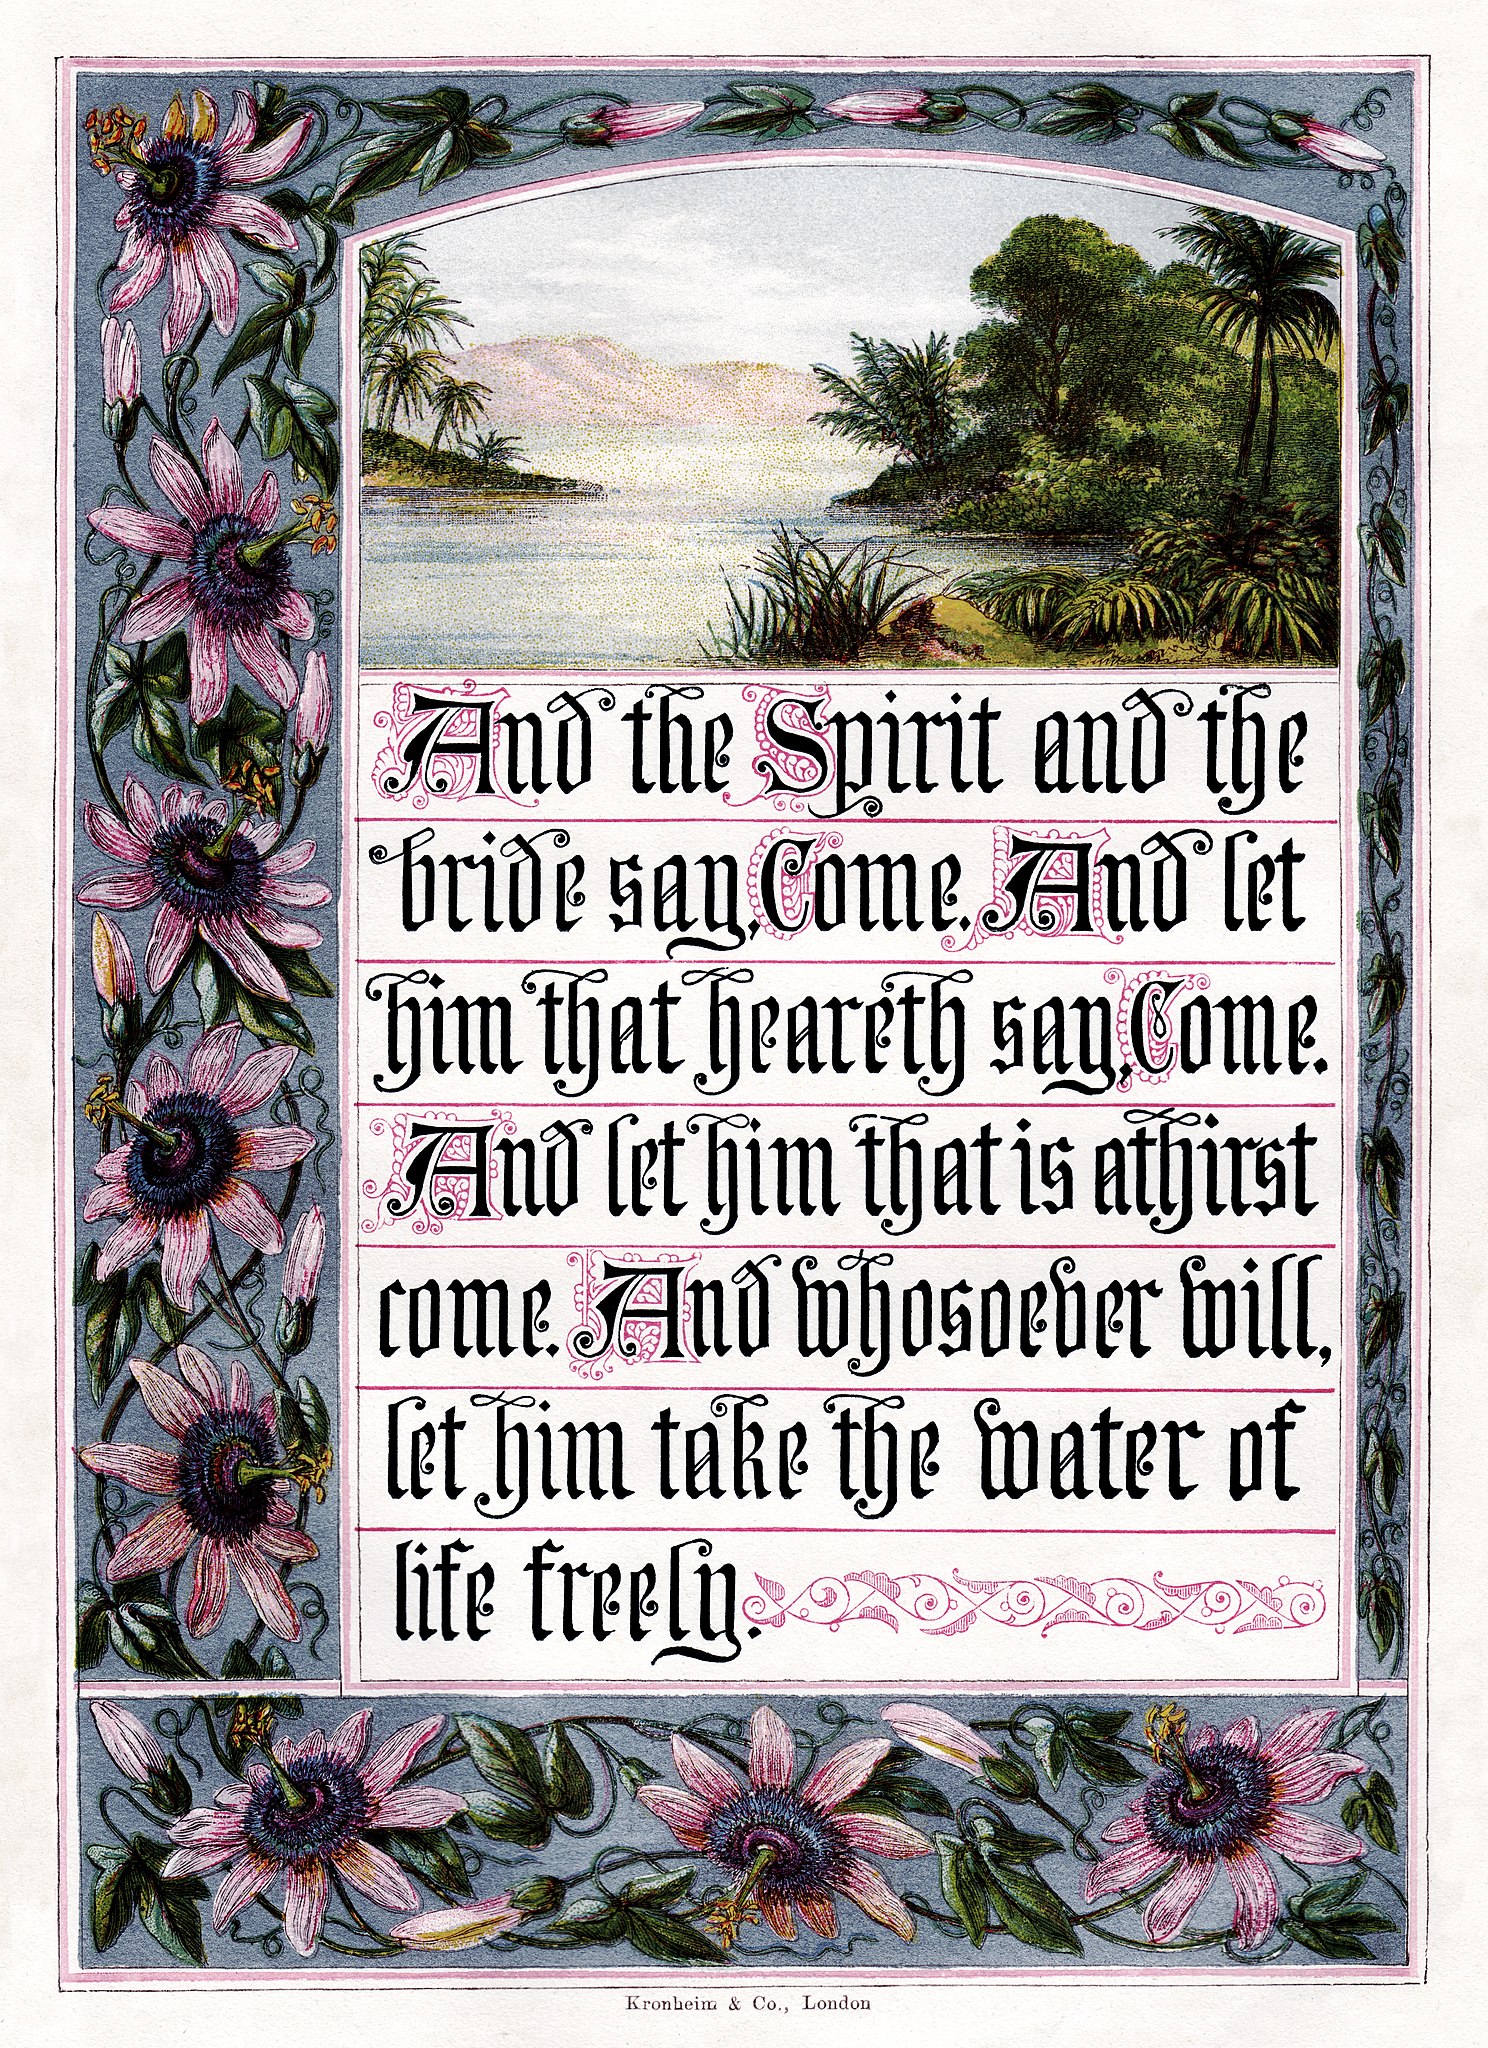 And the Spirit and the
bride say, Come. And let
him that heareth say, Come.
And let him that is athirst
come. And whosoever will,
let him take the water of
life freely.
Kronheim & Co., London